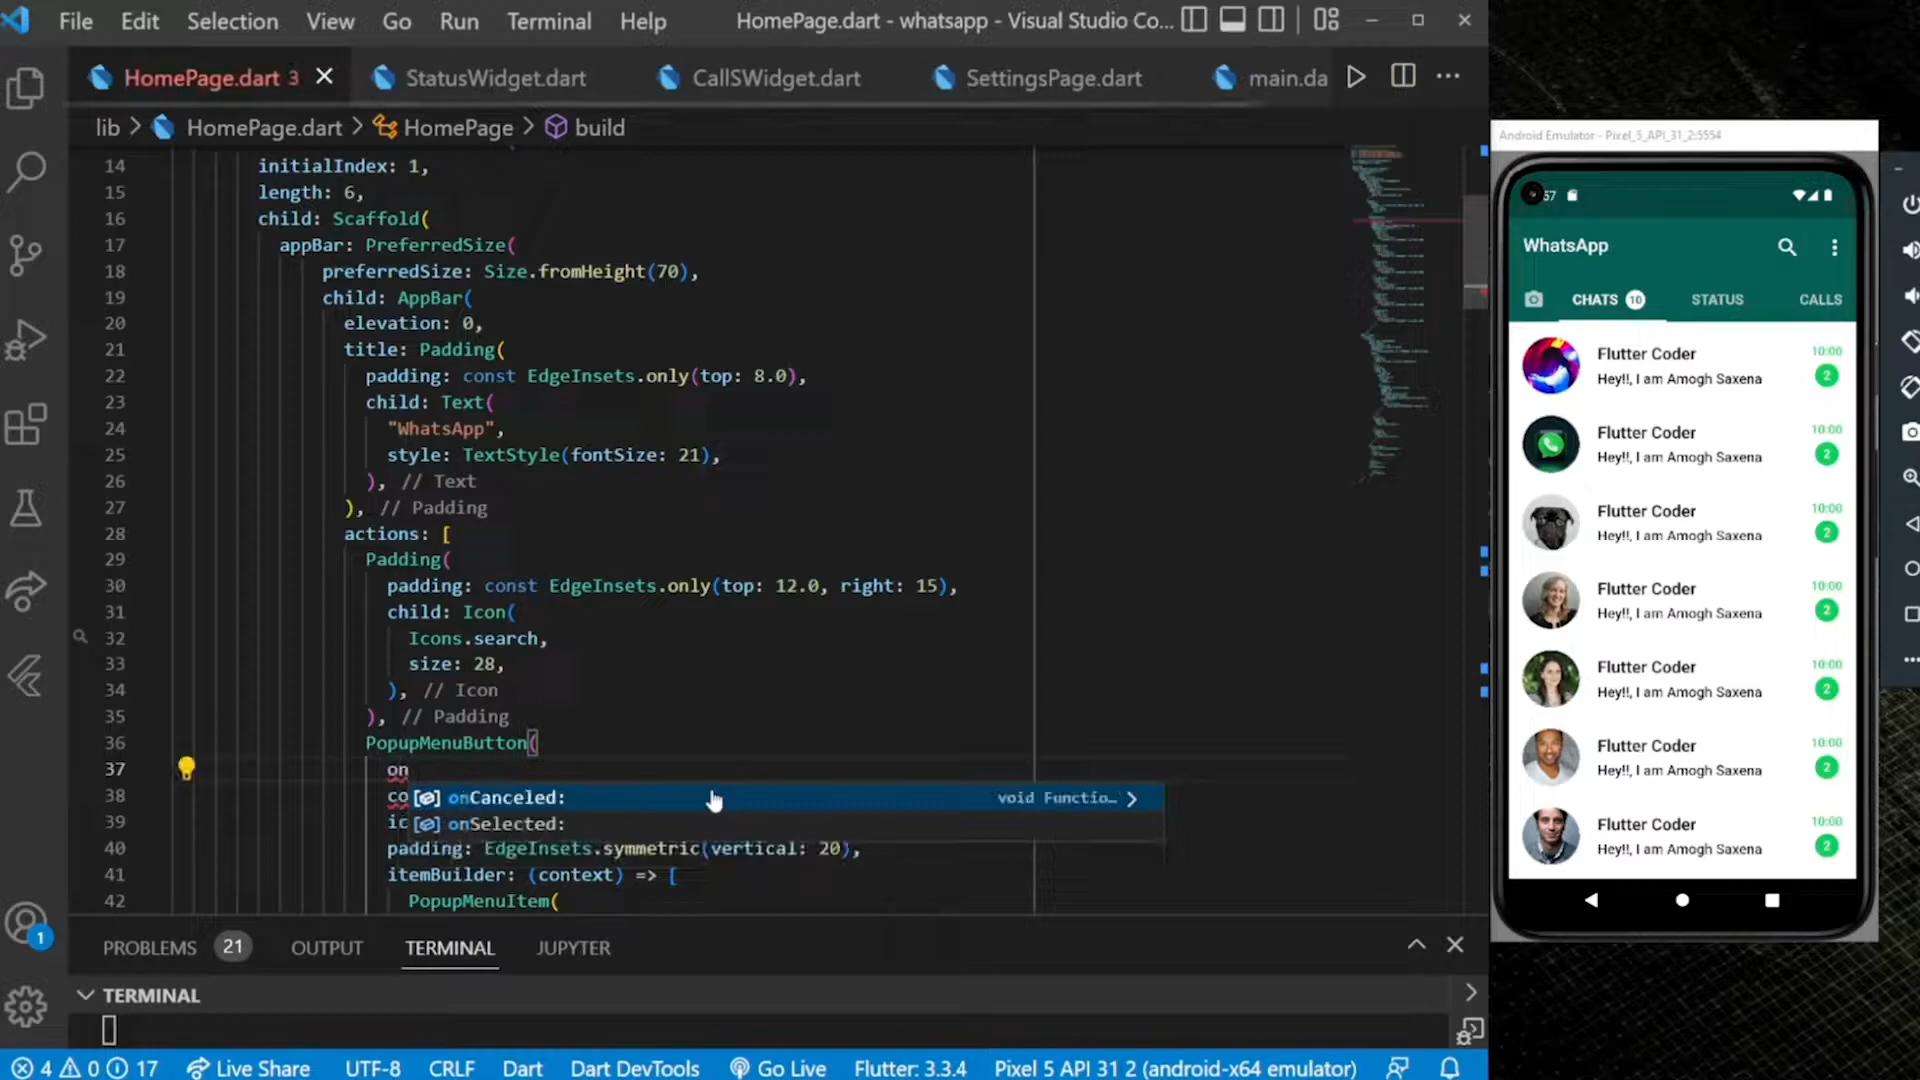 File Edit Selection View Go Run Terminal Help HomePage.dart - whatsapp - Visual Studio Co...
HomePage.dart 3 StatusWidget.dart CallSWidget.dart SettingsPage.dart main.da
lib > HomePage.dart > HomePage > build
14 initialIndex: 1,
15 length: 6,
16 child: Scaffold(
17 appBar: PreferredSize(
18 preferredSize: Size.fromHeight(70),
19 child: AppBar(
20 elevation: 0,
21 title: Padding(
22 padding: const EdgeInsets.only(top: 8.0),
23 child: Text(
24 "WhatsApp",
25 style: TextStyle(fontSize: 21),
26 ), // Text
27 ), // Padding
28 actions: [
29 Padding(
30 padding: const EdgeInsets.only(top: 12.0, right: 15),
31 child: Icon(
32 Icons.search,
33 size: 28,
34 ), // Icon
35 ), // Padding
36 PopupMenuButton(
37 on
38 co onCanceled: void Functio...
39 ic onSelected:
40 padding: EdgeInsets.symmetric(vertical: 20),
41 itemBuilder: (context) => [
42 PopupMenuItem(
PROBLEMS 21 OUTPUT TERMINAL JUPYTER
TERMINAL
1
4 0 17 Live Share UTF-8 CRLF Dart Dart DevTools Go Live Flutter: 3.3.4 Pixel 5 API 31 2 (android-x64 emulator)
Android Emulator - Pixel_5_API_31_2:5554
57
WhatsApp
CHATS 10 STATUS CALLS
Flutter Coder 10:00
Hey!!, I am Amogh Saxena 2
Flutter Coder 10:00
Hey!!, I am Amogh Saxena 2
Flutter Coder 10:00
Hey!!, I am Amogh Saxena 2
Flutter Coder 10:00
Hey!!, I am Amogh Saxena 2
Flutter Coder 10:00
Hey!!, I am Amogh Saxena 2
Flutter Coder 10:00
Hey!!, I am Amogh Saxena 2
Flutter Coder 10:00
Hey!!, I am Amogh Saxena 2